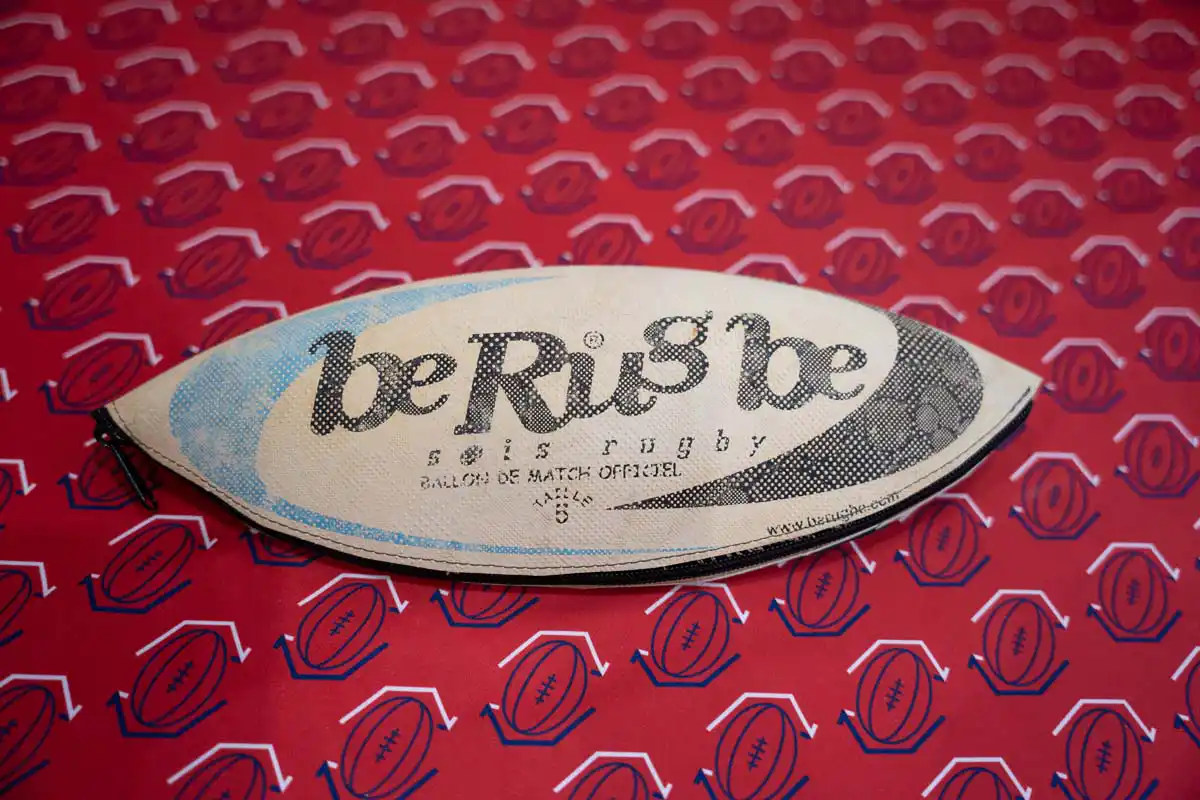 beRugbe®
sois rugby
BALLON DE MATCH OFFICIEL
TAILLE
5
www.berugbe.com